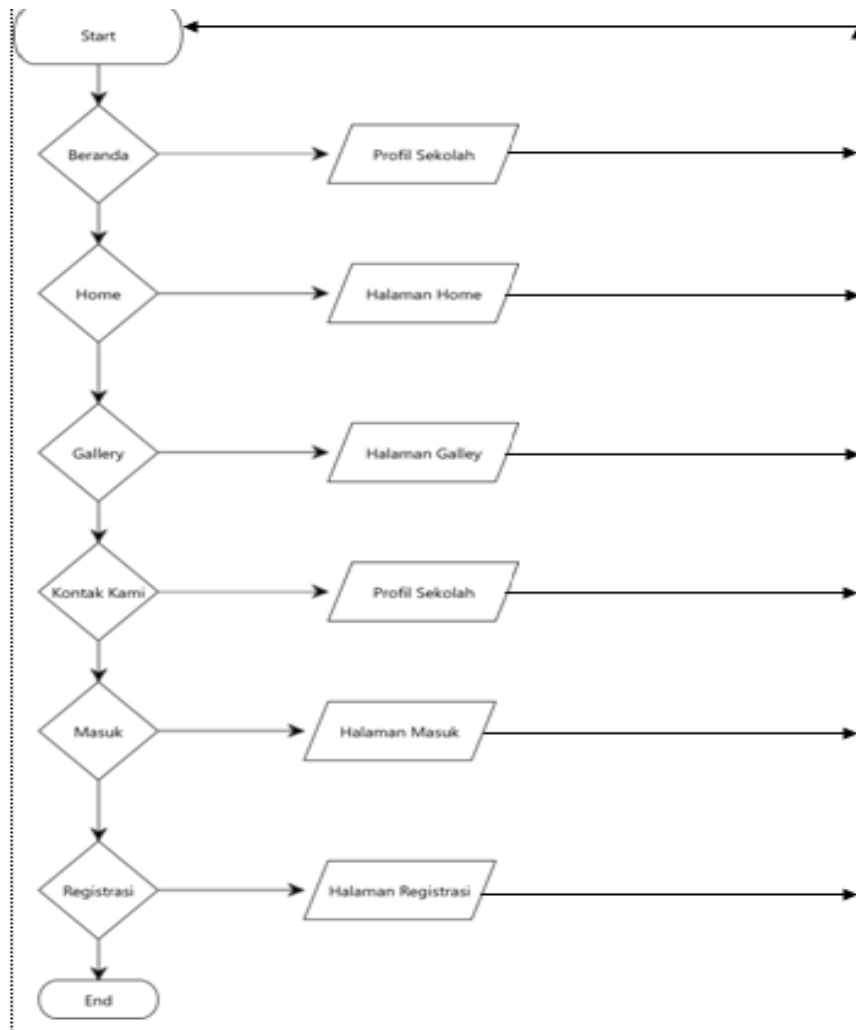 Start
Beranda
Profil Sekolah
Home
Halaman Home
Gallery
Halaman Galley
Kontak Kami
Profil Sekolah
Masuk
Halaman Masuk
Registrasi
Halaman Registrasi
End